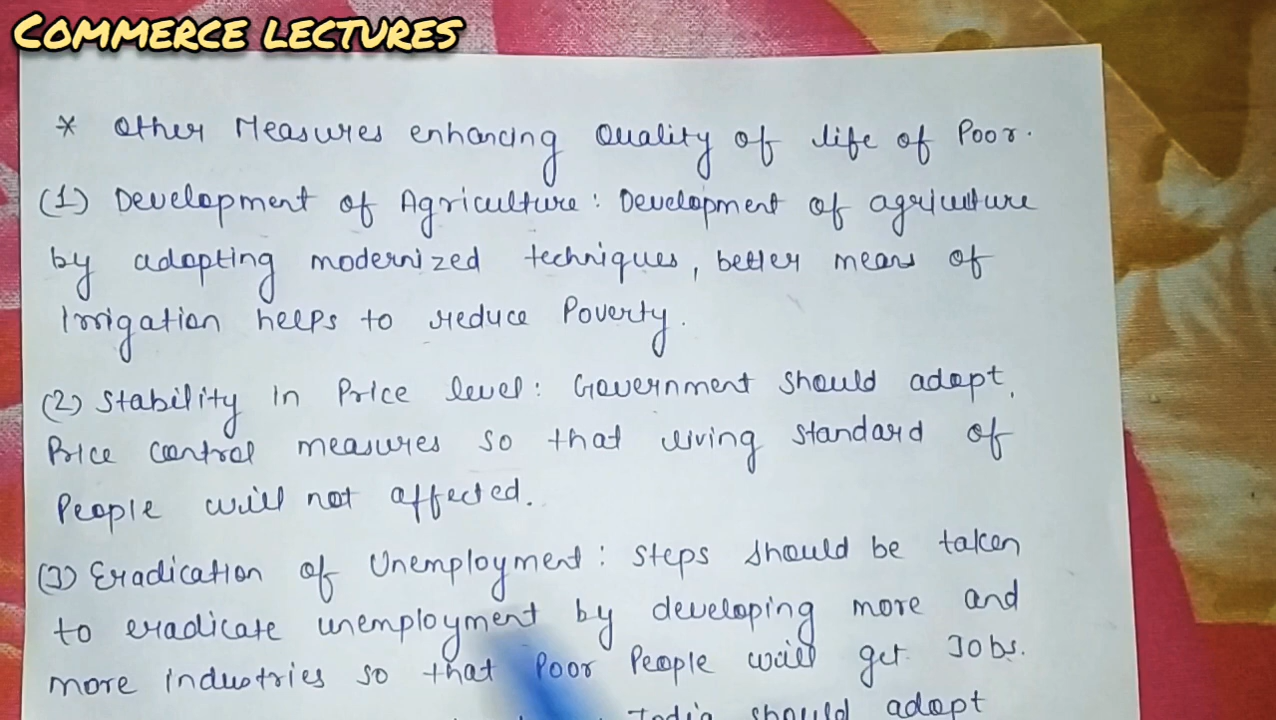 COMMERCE LECTURES
* Other Measures enhancing Quality of life of Poor.
(1) Development of Agriculture: Development of agriculture
by adopting modernized techniques, better means of
Irrigation helps to reduce Poverty.
(2) Stability in Price level: Government should adopt
Price control measures so that living standard of
People will not affected.
(3) Eradication of Unemployment: Steps should be taken
to eradicate unemployment by developing more and
more industries so that Poor People will get Jobs.
India should adopt